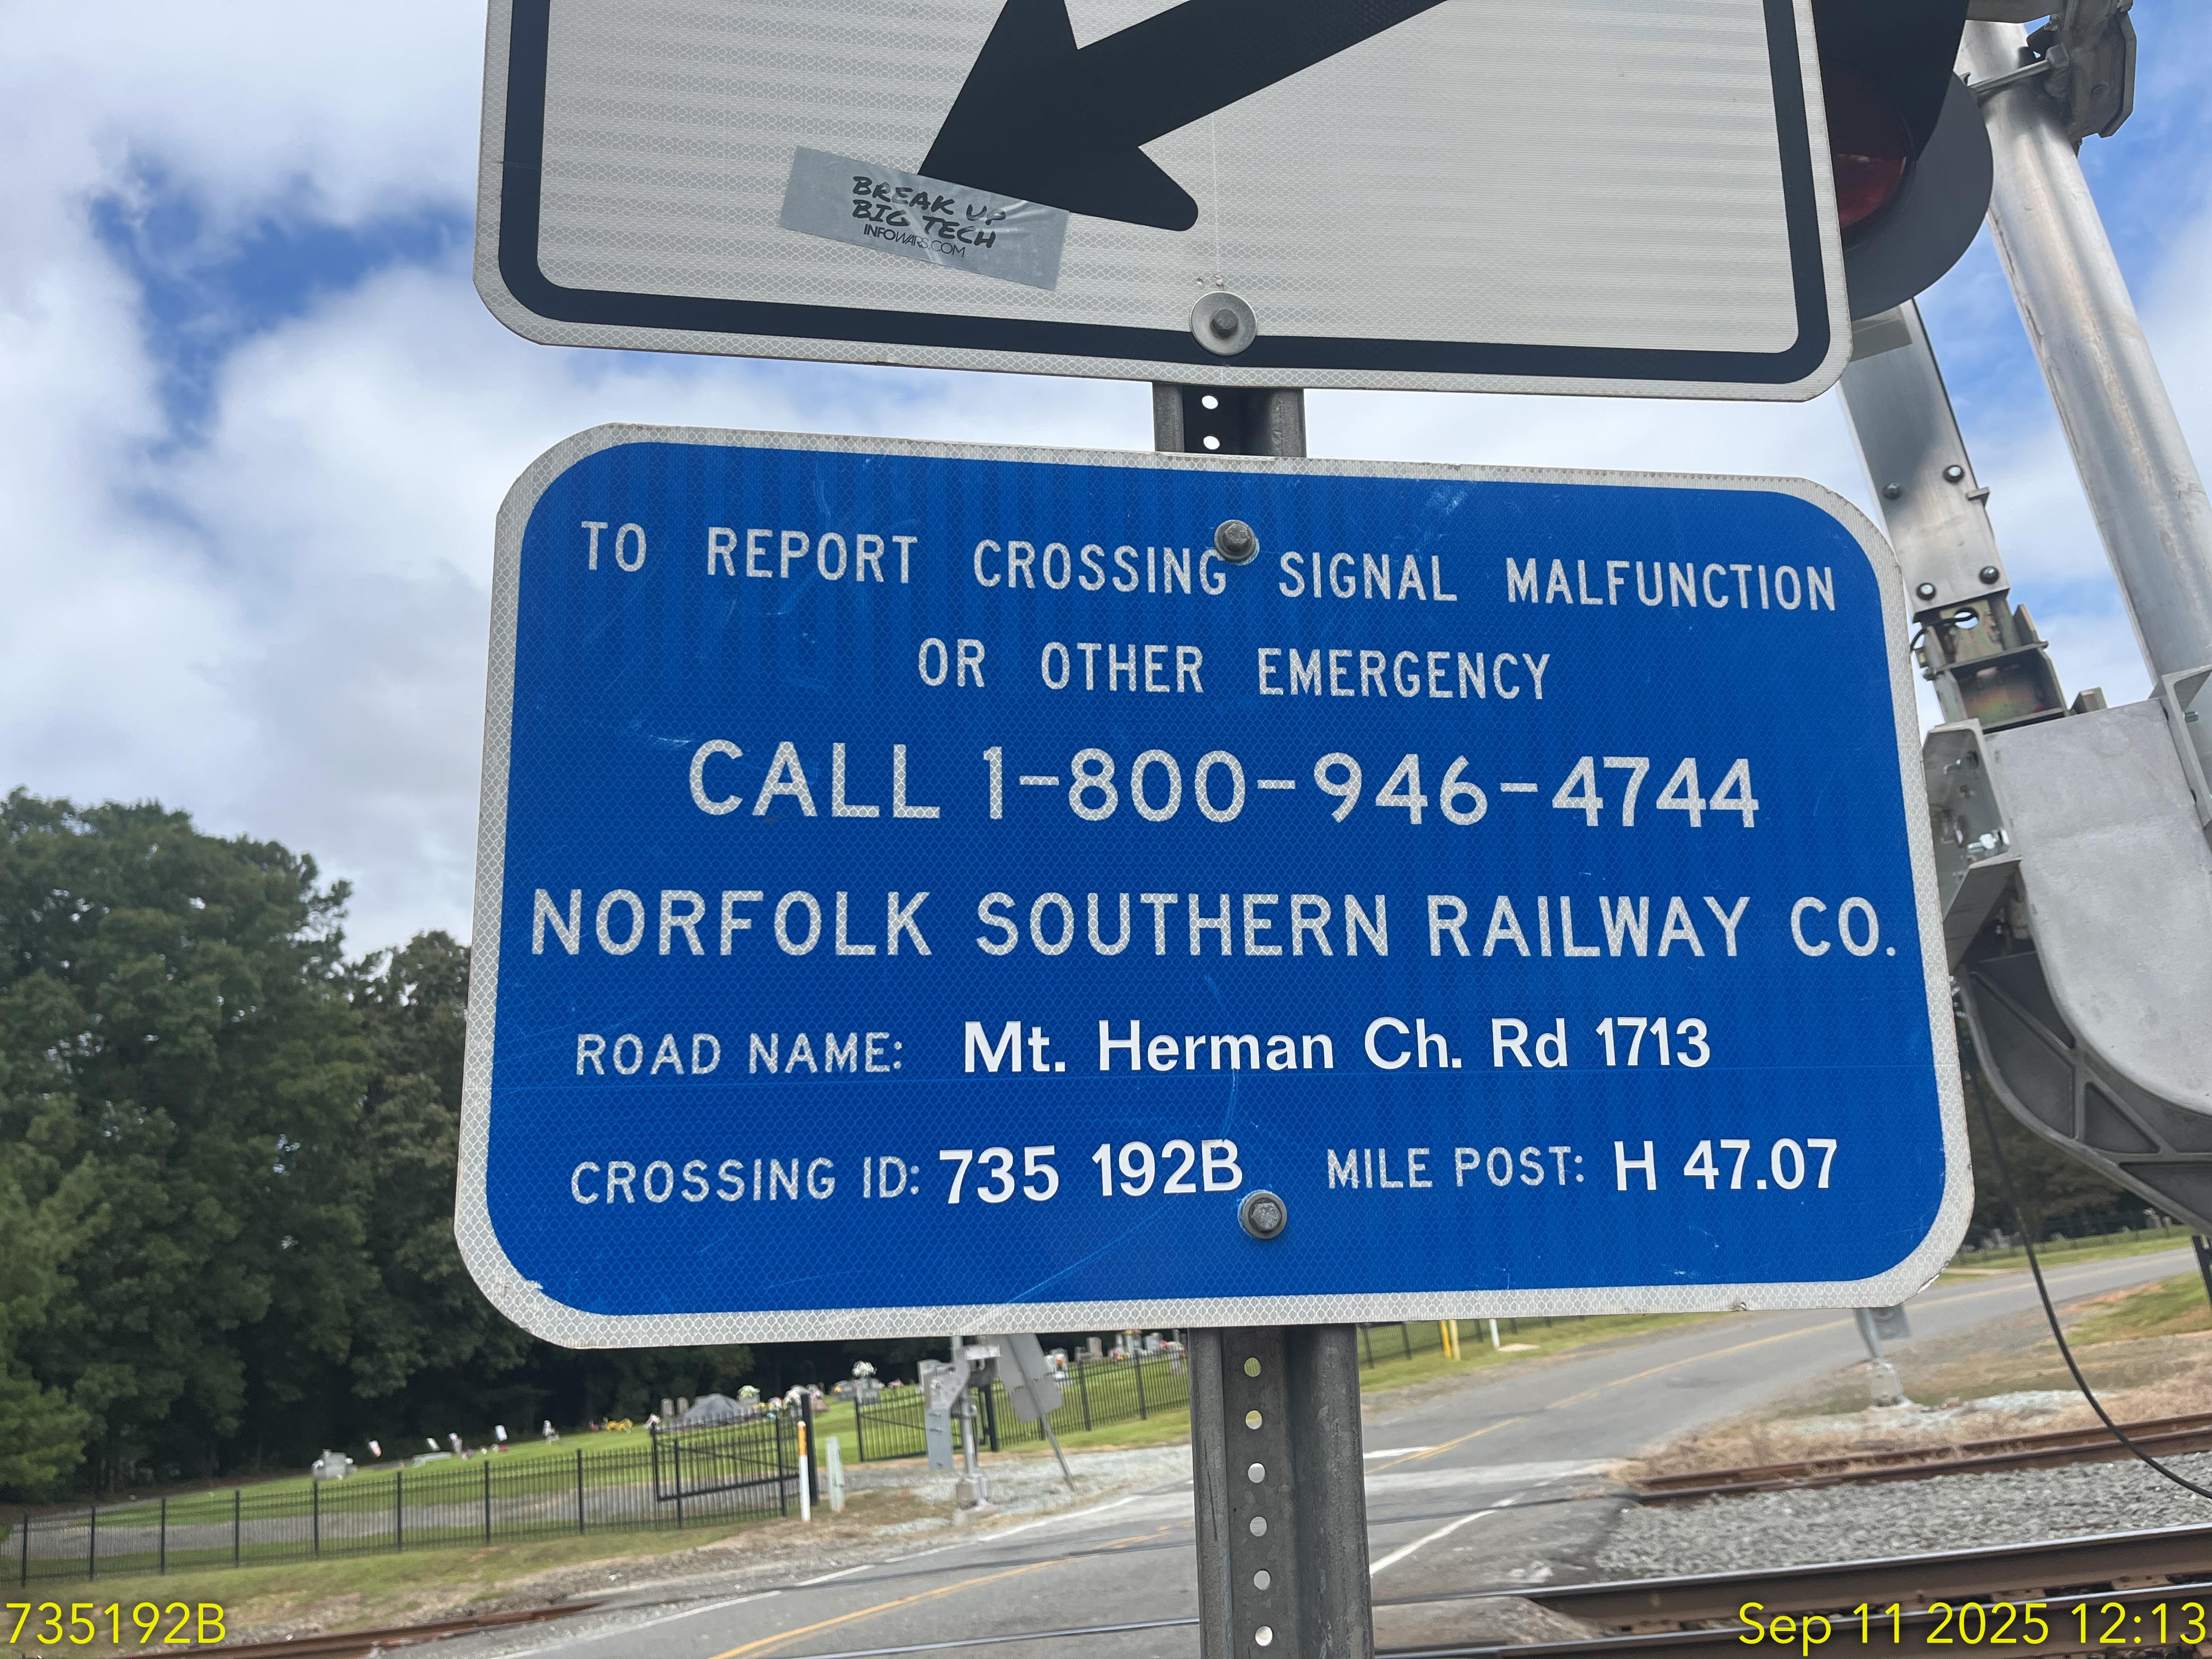 BREAK UP
BIG TECH
INFOWARS.COM
TO REPORT CROSSING SIGNAL MALFUNCTION
OR OTHER EMERGENCY
CALL 1-800-946-4744
NORFOLK SOUTHERN RAILWAY CO.
ROAD NAME: Mt. Herman Ch. Rd 1713
CROSSING ID: 735 192B MILE POST: H 47.07
735192B
Sep 11 2025 12:13